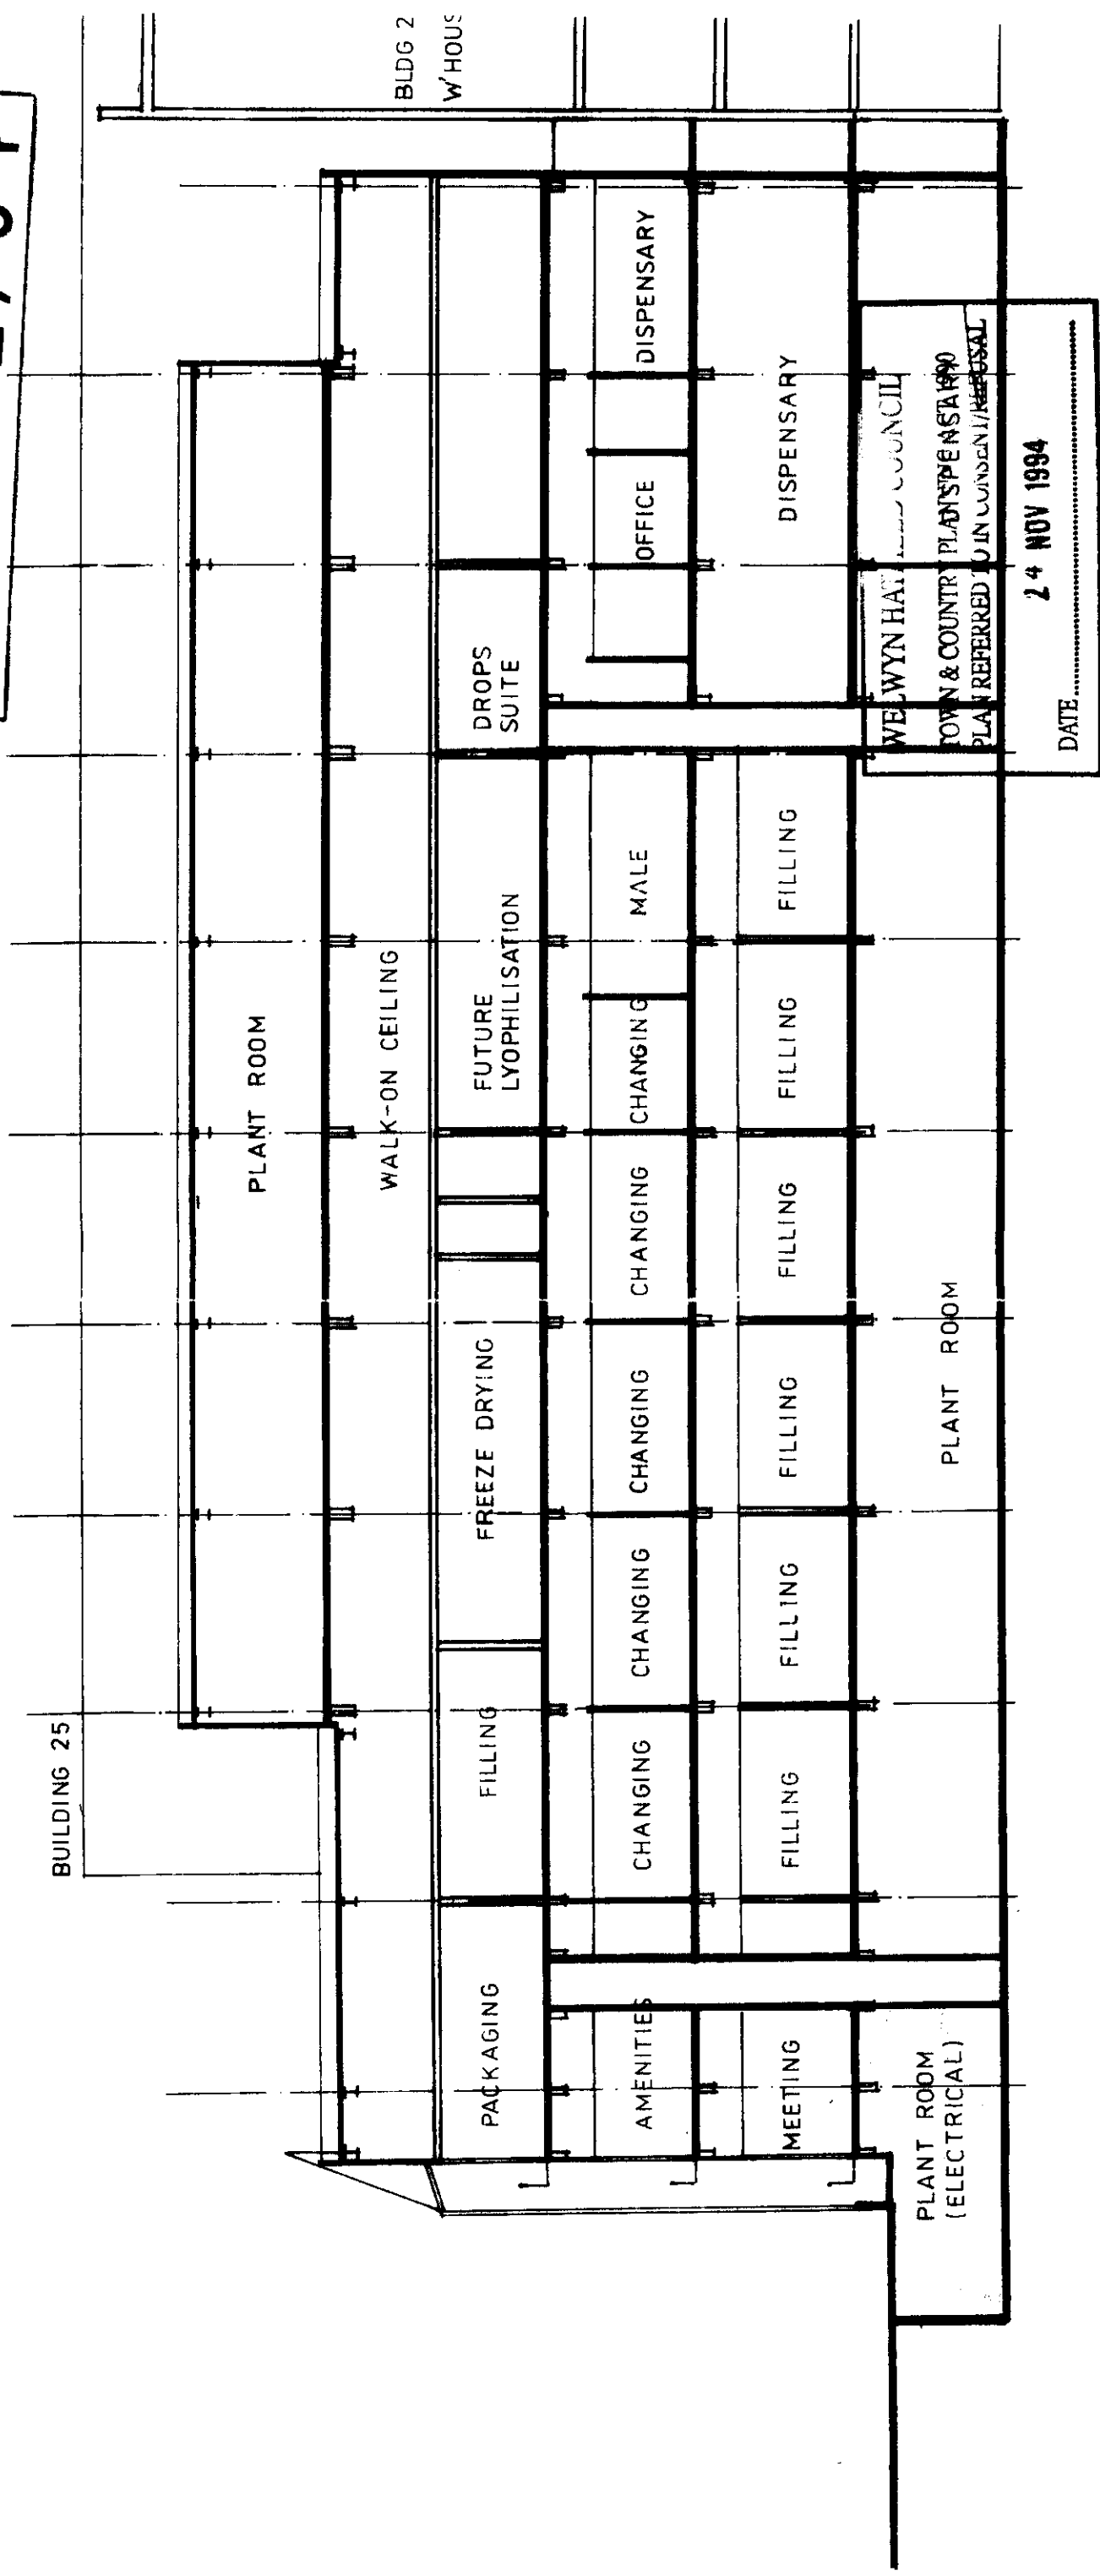 BUILDING 25
BLDG 2
W'HOUS
PLANT ROOM
WALK-ON CEILING
PACKAGING
FILLING
FREEZE DRYING
FUTURE
LYOPHILISATION
DROPS
SUITE
AMENITIES
CHANGING
CHANGING
CHANGING
CHANGING
CHANGING
MALE
OFFICE
DISPENSARY
MEETING
FILLING
FILLING
FILLING
FILLING
FILLING
FILLING
DISPENSARY
PLANT ROOM
(ELECTRICAL)
PLANT ROOM
DISPENSARY
WELWYN HATFIELD COUNCIL
TOWN & COUNTRY PLANNING ACT 1990
PLAN REFERRED TO IN CONSENT/REFUSAL
24 NOV 1994
DATE